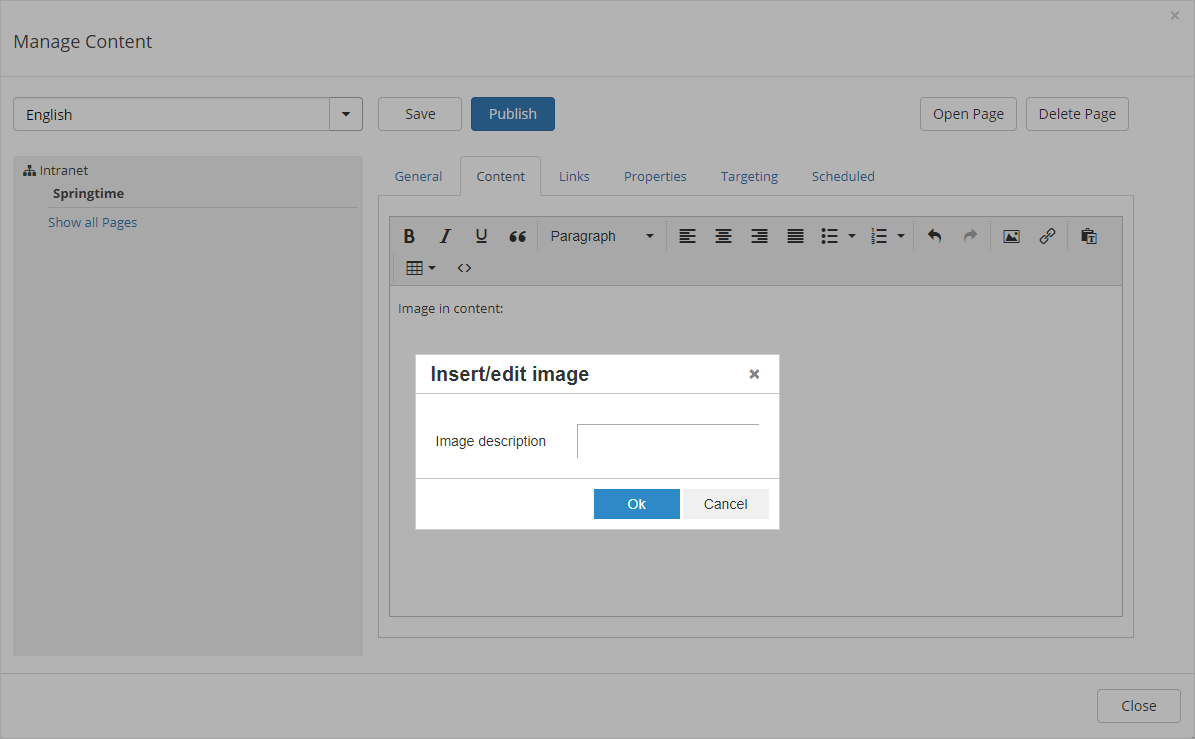 Manage Content
English
Save
Publish
Open Page
Delete Page
Intranet
Springtime
Show all Pages
General
Content
Links
Properties
Targeting
Scheduled
Paragraph
Image in content:
Insert/edit image
Image description
Ok
Cancel
Close